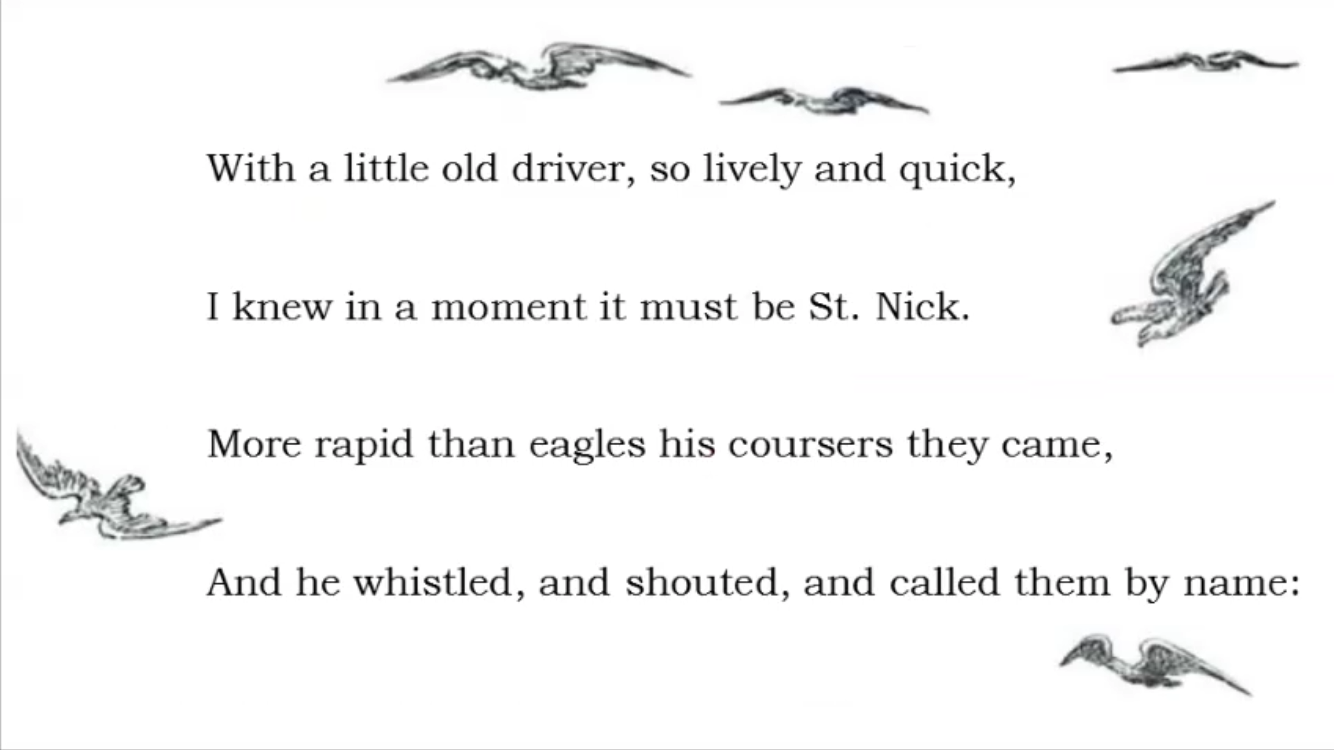 With a little old driver, so lively and quick,
I knew in a moment it must be St. Nick.
More rapid than eagles his coursers they came,
And he whistled, and shouted, and called them by name: